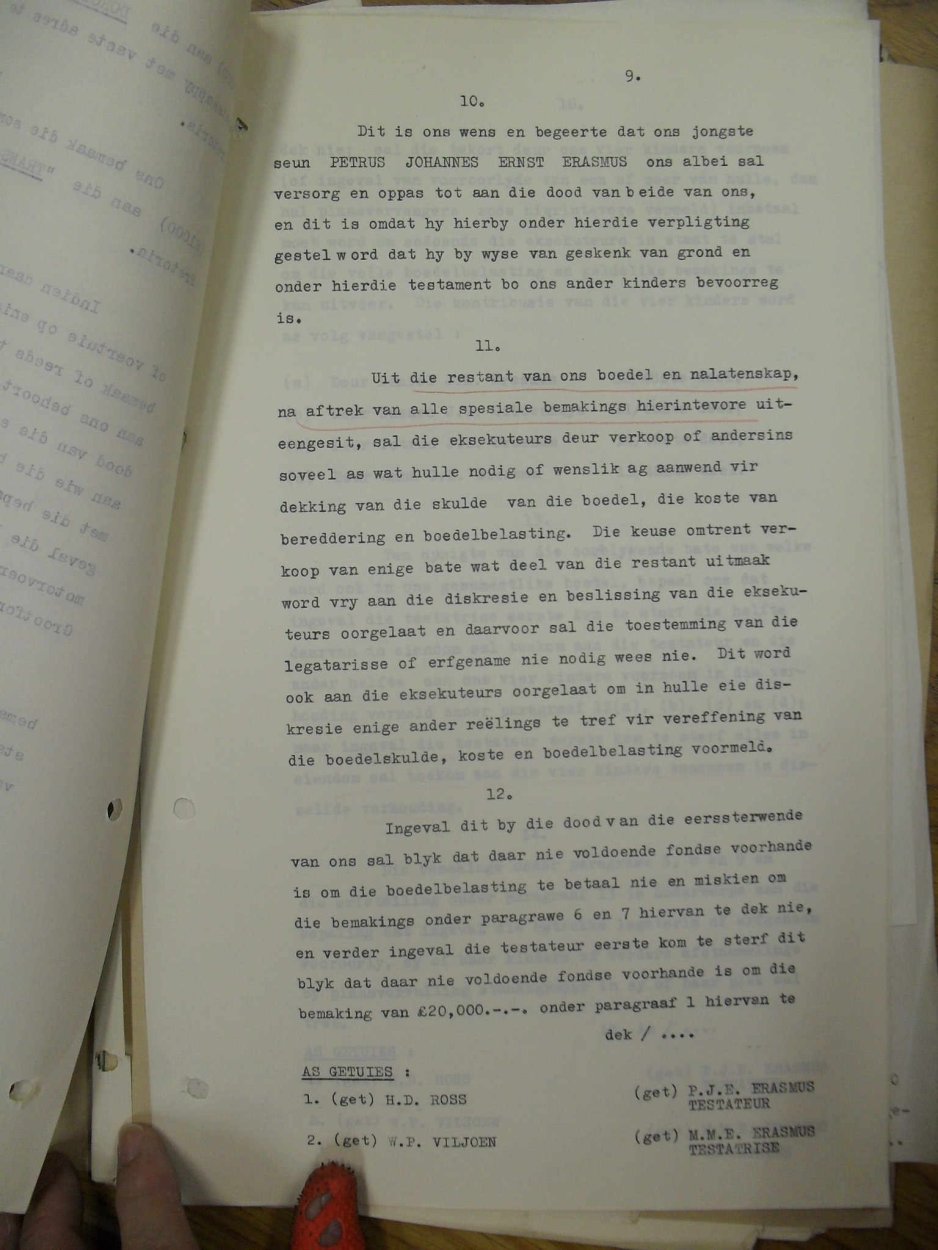 9.
10.
Dit is ons wens en begeerte dat ons jongste
seun PETRUS JOHANNES ERNST ERASMUS ons albei sal
versorg en oppas tot aan die dood van beide van ons,
en dit is omdat hy hierby onder hierdie verpligting
gestel word dat hy by wyse van geskenk van grond en
onder hierdie testament bo ons ander kinders bevoorreg
is.
11.
Uit die restant van ons boedel en nalatenskap,
na aftrek van alle spesiale bemakings hierintevore uit-
eengesit, sal die eksekuteurs deur verkoop of andersins
soveel as wat hulle nodig of wenslik ag aanwend vir
dekking van die skulde van die boedel, die koste van
bereddering en boedelbelasting. Die keuse omtrent ver-
koop van enige bate wat deel van die restant uitmaak
word vry aan die diskresie en beslissing van die ekseku-
teurs oorgelaat en daarvoor sal die toestemming van die
legatarisse of erfgename nie nodig wees nie. Dit word
ook aan die eksekuteurs oorgelaat om in hulle eie dis-
kresie enige ander reëlings te tref vir vereffening van
die boedelskulde, koste en boedelbelasting voormeld.
12.
Ingeval dit by die dood van die eerssterwende
van ons sal blyk dat daar nie voldoende fondse voorhande
is om die boedelbelasting te betaal nie en miskien om
die bemakings onder paragrawe 6 en 7 hiervan te dek nie,
en verder ingeval die testateur eerste kom te sterf dit
blyk dat daar nie voldoende fondse voorhande is om die
bemaking van £20,000.-.-. onder paragraaf 1 hiervan te
dek / ....
AS GETUIES :
1. (get) H.D. ROSS
(get) P.J.E. ERASMUS
TESTATEUR
2. (get) W.P. VILJOEN
(get) M.M.E. ERASMUS
TESTATRISE